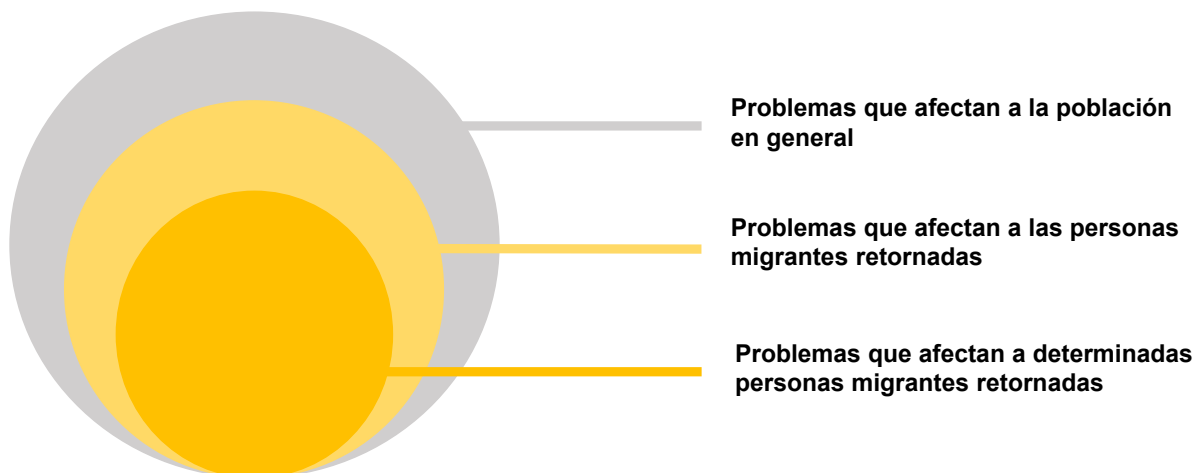 Problemas que afectan a la población
en general
Problemas que afectan a las personas
migrantes retornadas
Problemas que afectan a determinadas
personas migrantes retornadas